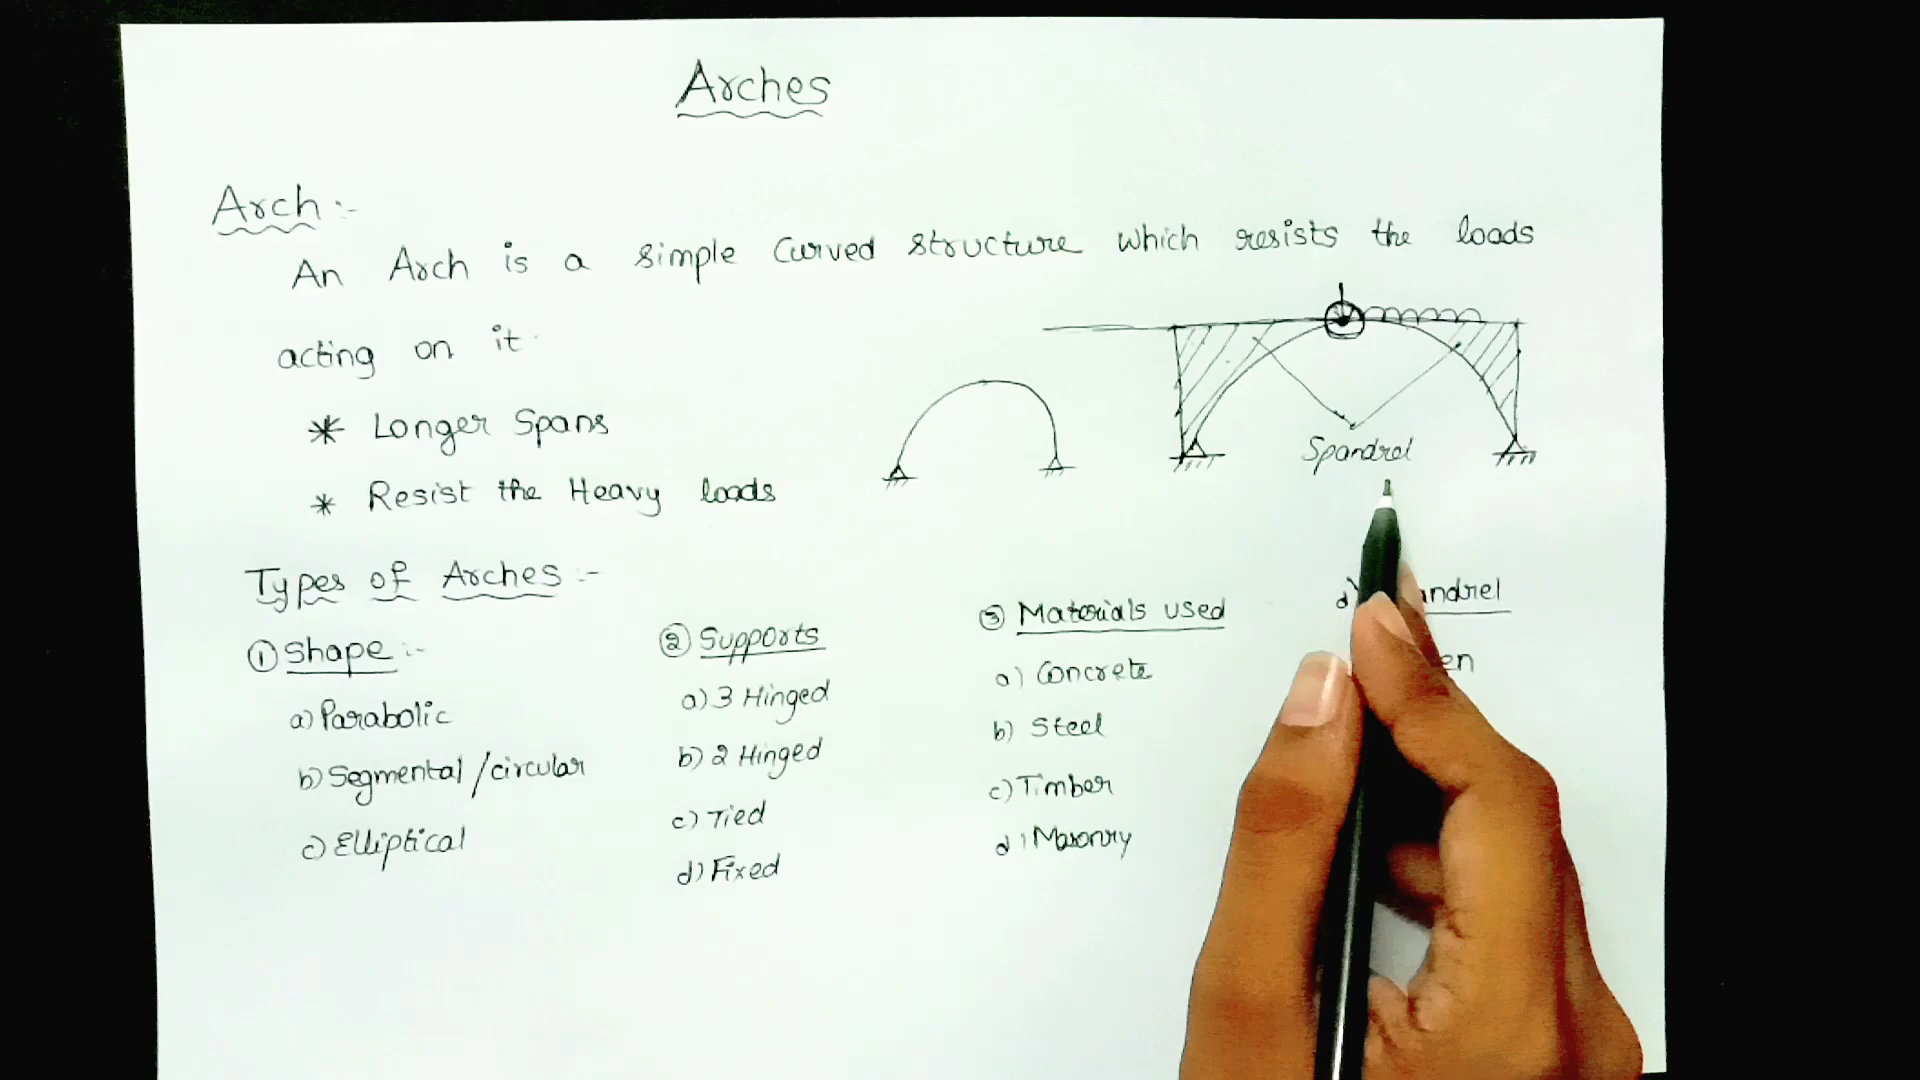 Arches
Arch :-
An Arch is a simple curved structure which resists the loads
acting on it.
* Longer Spans
* Resist the Heavy loads
Spandrel
Types of Arches :-
① Shape :-
a) Parabolic
b) Segmental / circular
c) Elliptical
② Supports
a) 3 Hinged
b) 2 Hinged
c) Tied
d) Fixed
③ Materials used
a) Concrete
b) Steel
c) Timber
d) Masonry